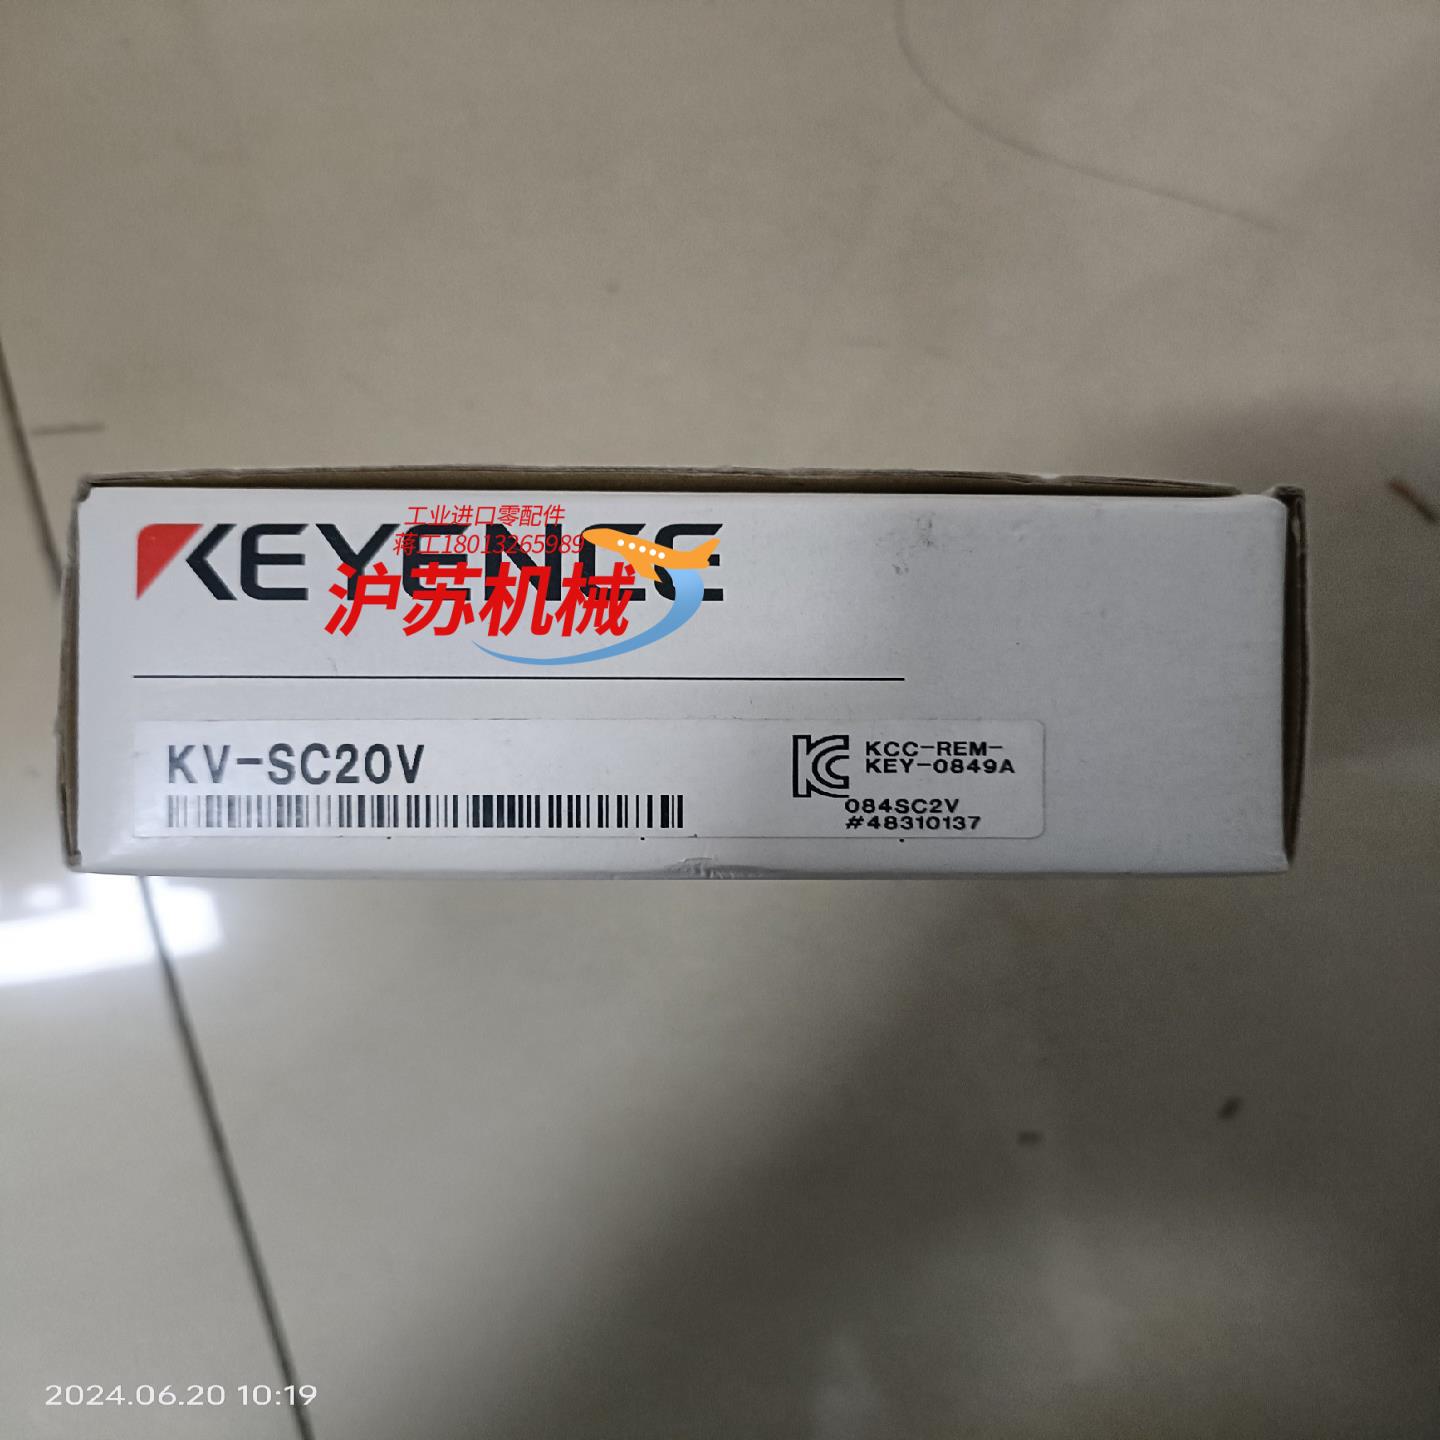 KEYENCE
工业进口零配件
蒋工18013265989
沪苏机械
KV-SC20V
KCC-REM-
KEY-0849A
084SC2V
#48310137
2024.06.20 10:19